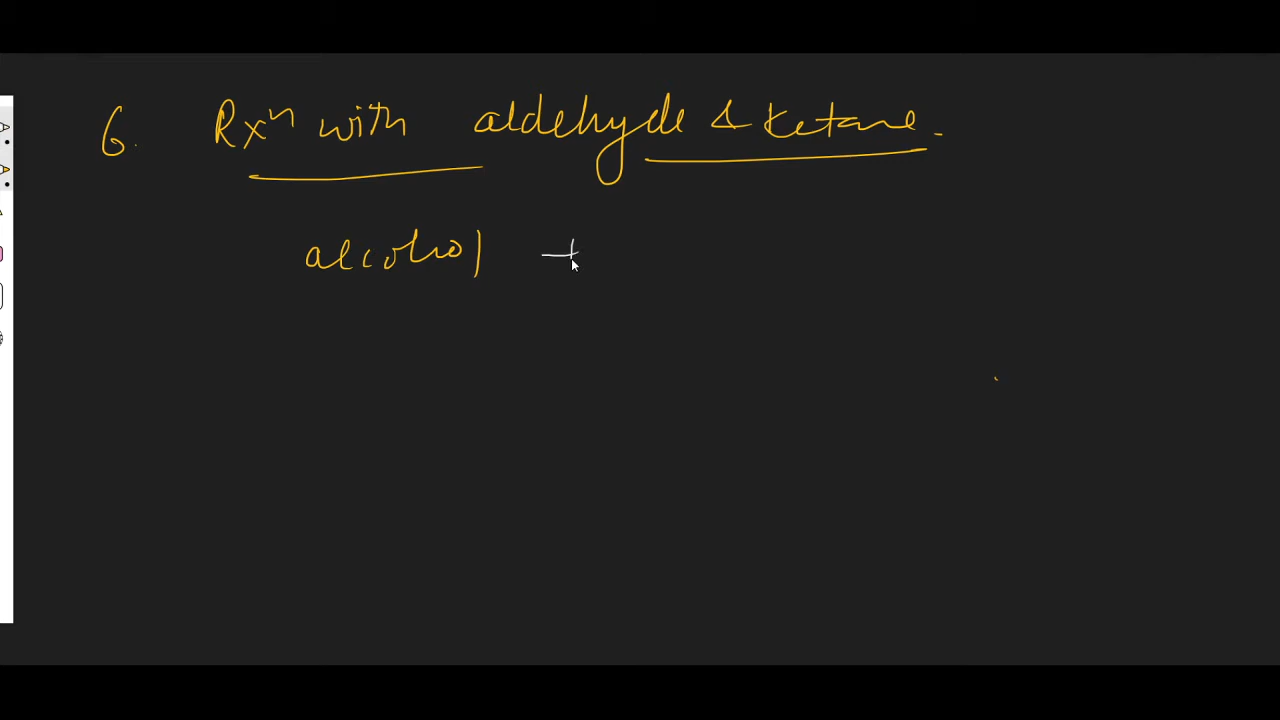 6. Rxⁿ with aldehyde & Ketone.
alcohol +